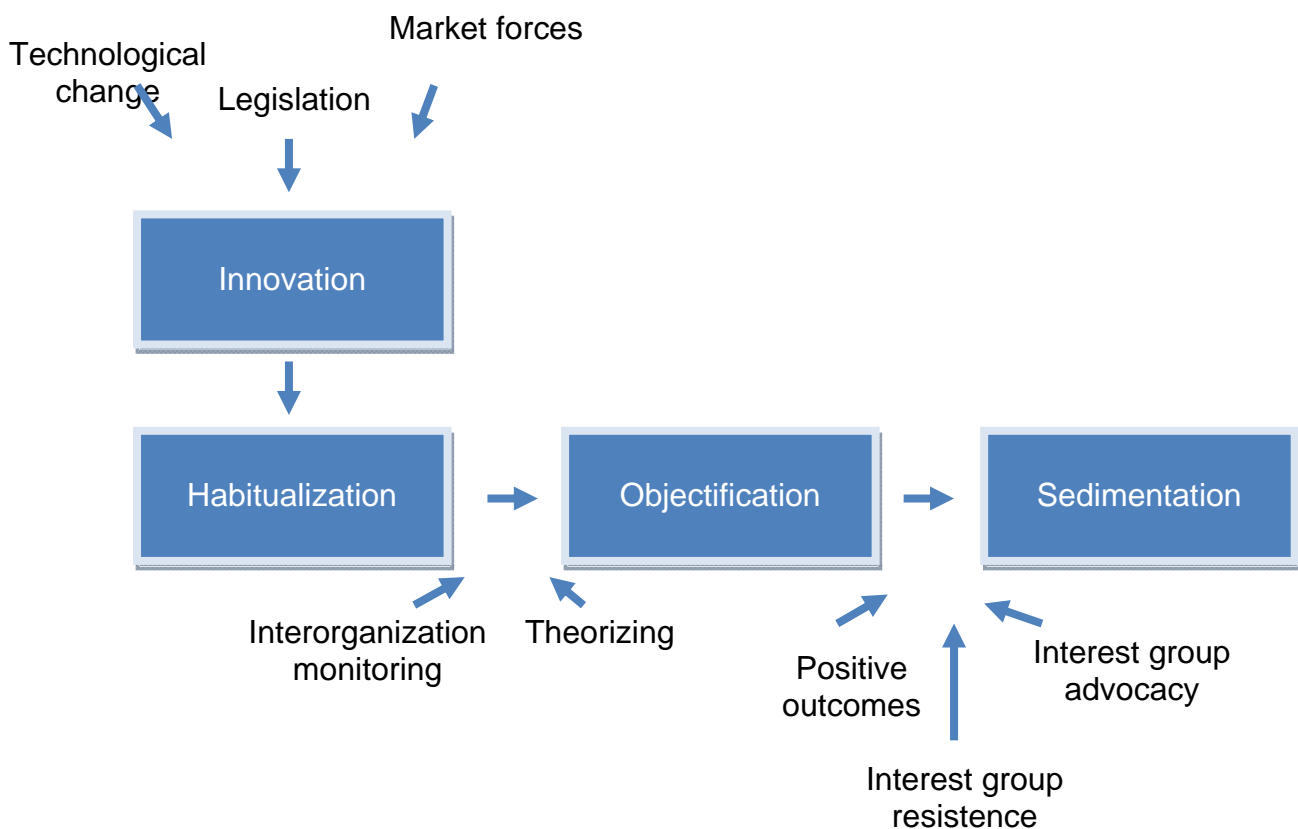 Market forces
Technological
change
Legislation
Innovation
Habitualization
Objectification
Sedimentation
Interorganization
monitoring
Theorizing
Positive
outcomes
Interest group
advocacy
Interest group
resistence